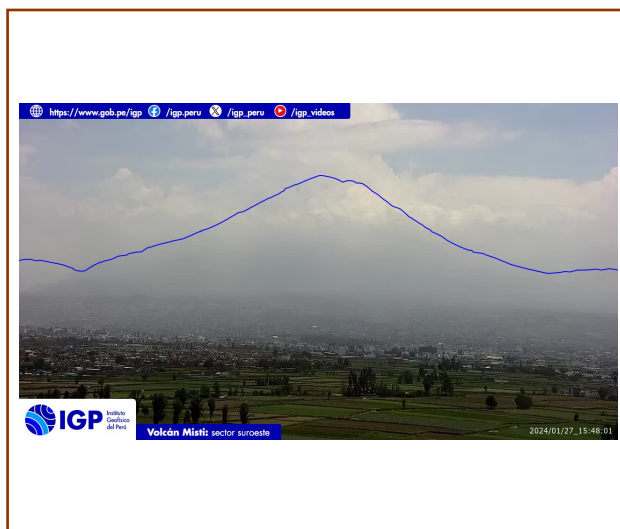 https://www.gob.pe/igp /igp.peru /igp_peru /igp_videos
IGP Instituto
Geofísico
del Perú
Volcán Misti: sector suroeste
2024/01/27_15:48:01